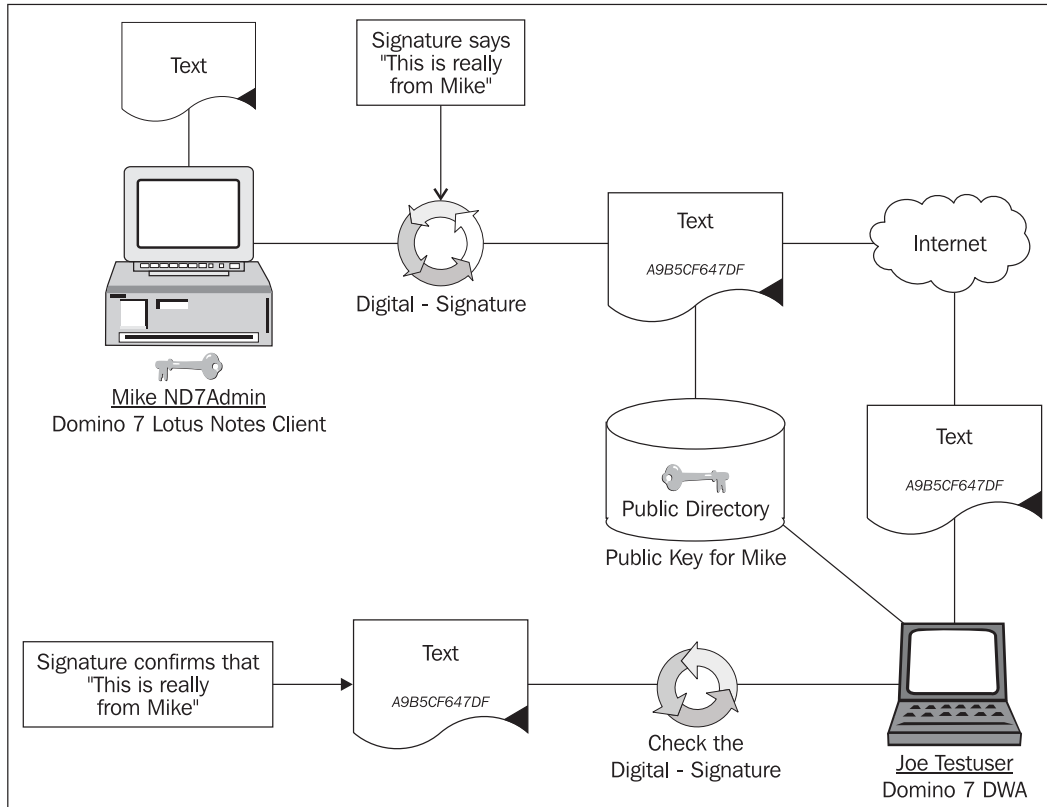 Text
Signature says
"This is really
from Mike"
Digital - Signature
Text
A9B5CF647DF
Internet
Mike ND7Admin
Domino 7 Lotus Notes Client
Public Directory
Public Key for Mike
Text
A9B5CF647DF
Signature confirms that
"This is really
from Mike"
Text
A9B5CF647DF
Check the
Digital - Signature
Joe Testuser
Domino 7 DWA